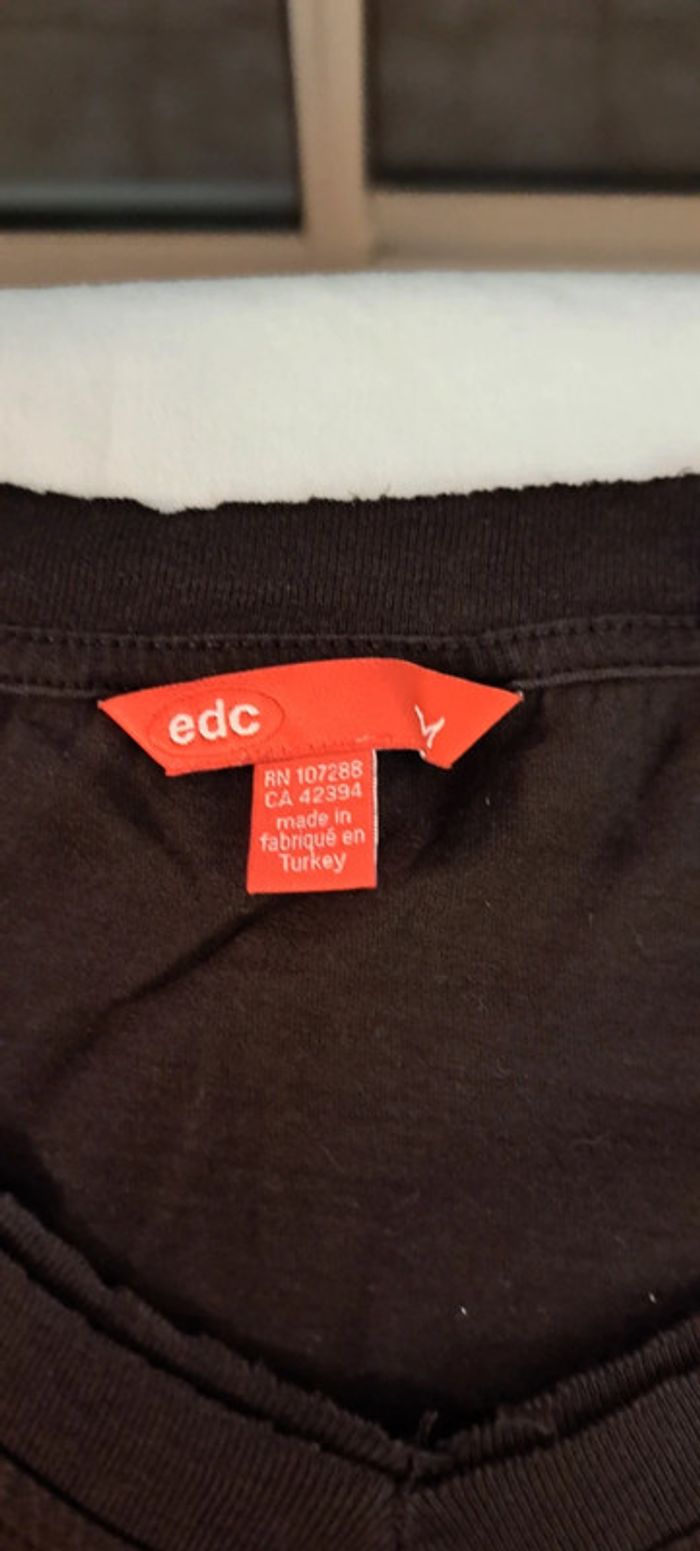 edc
RN 107288
CA 42394
made in
fabriqué en
Turkey